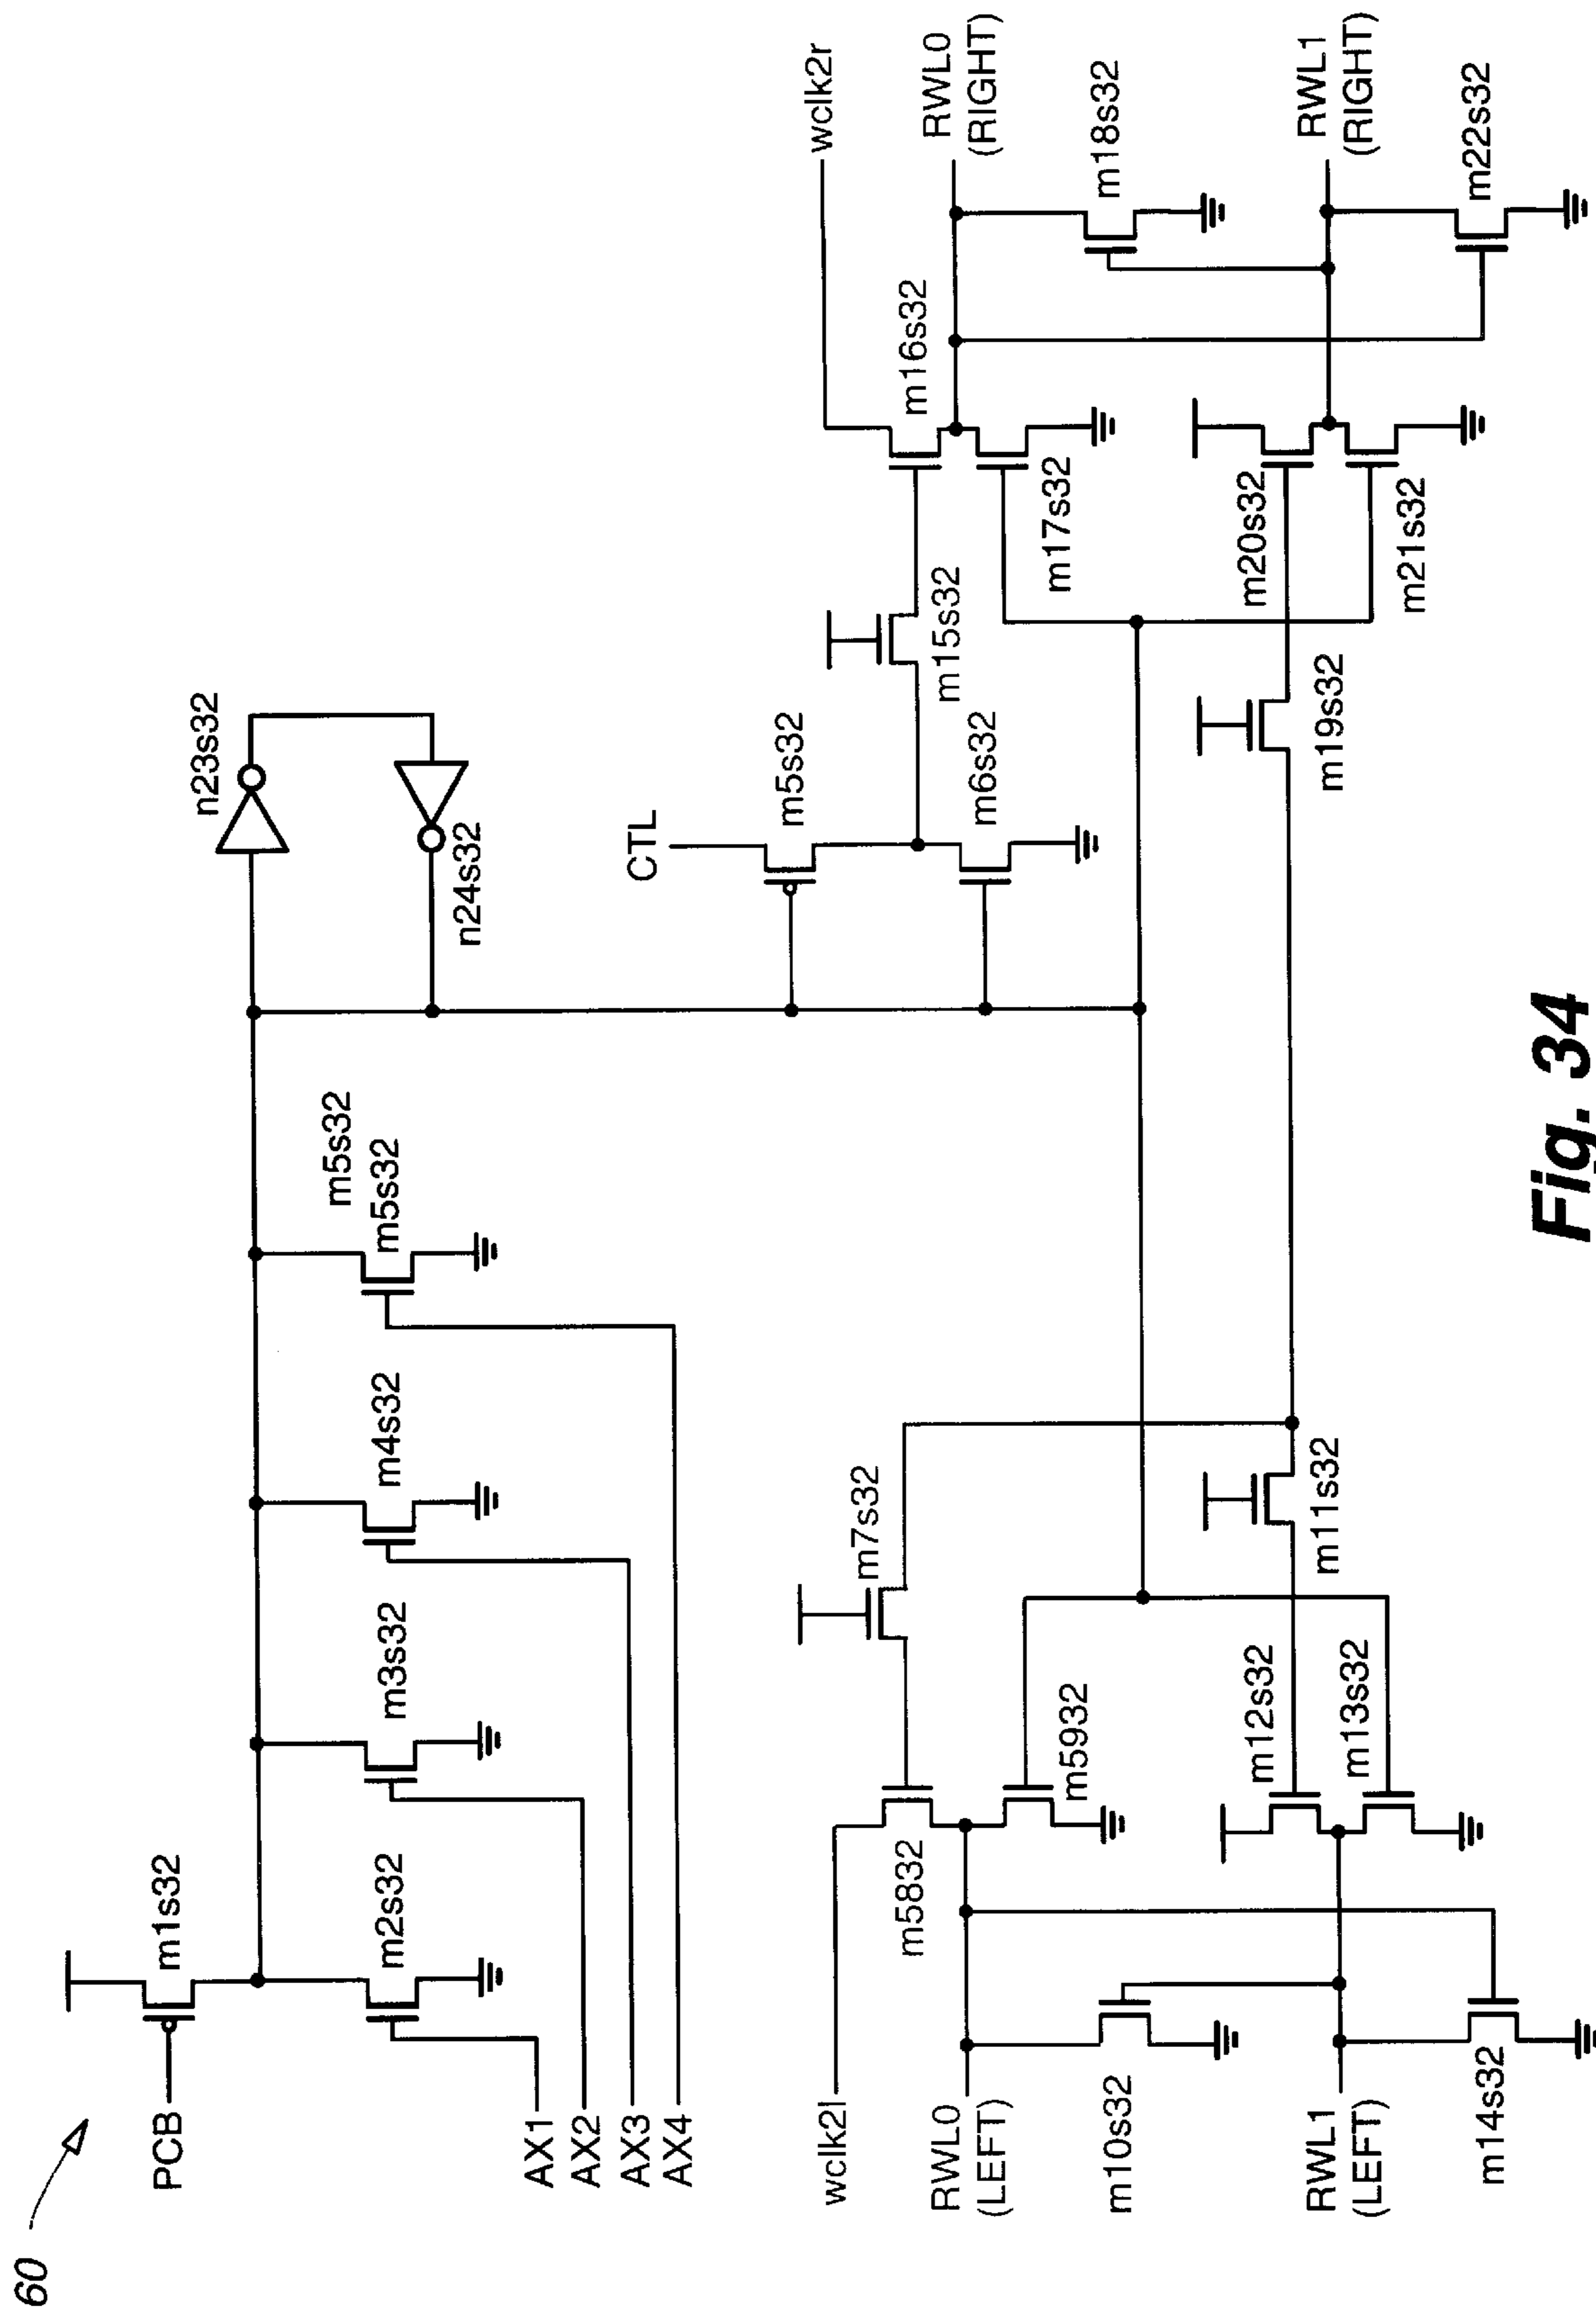 60
PCB
m1s32
m2s32
m3s32
m4s32
m5s32
m5s32
n23s32
n24s32
AX1
AX2
AX3
AX4
CTL
m5s32
m6s32
m15s32
m16s32
m17s32
wclk2r
RWL0
(RIGHT)
m18s32
RWL1
(RIGHT)
m22s32
m20s32
m21s32
m19s32
m7s32
m11s32
wclk2l
m5832
m5932
RWL0
(LEFT)
m10s32
m12s32
m13s32
RWL1
(LEFT)
m14s32
Fig. 34